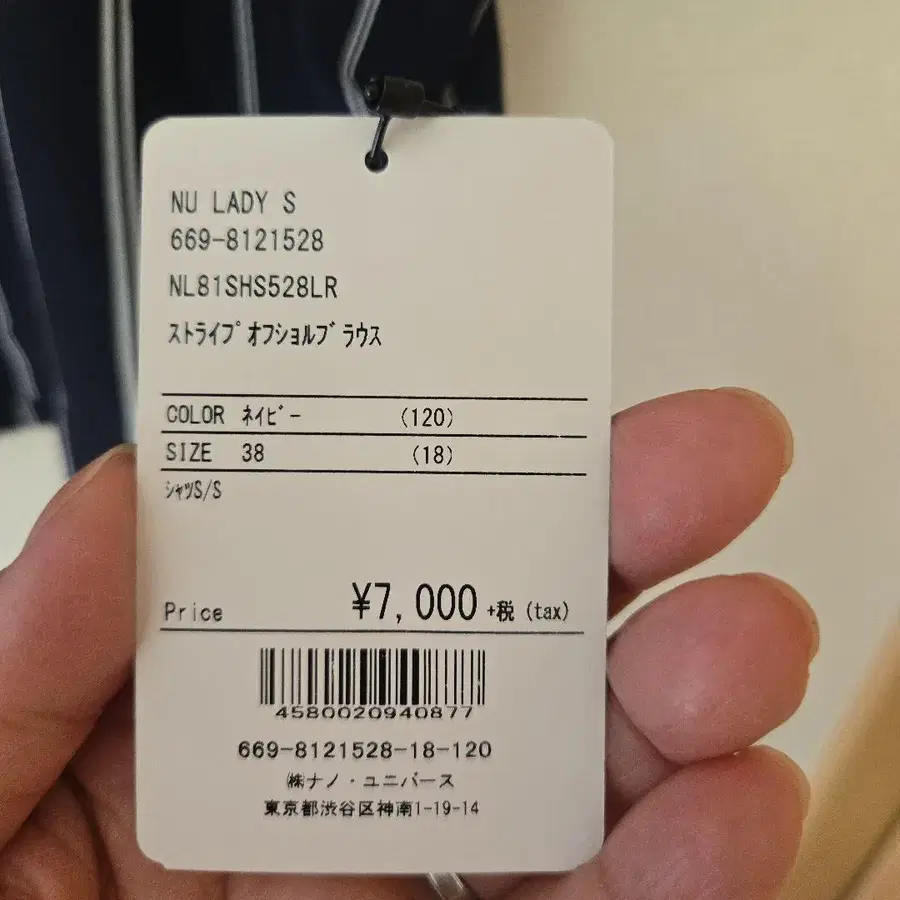 NU LADY S
669-8121528
NL81SHS528LR
ｽﾄﾗｲﾌﾟｵﾌｼｮﾙﾌﾞﾗｳｽ
COLOR ﾈｲﾋﾞｰ (120)
SIZE 38 (18)
ｼｬﾂS/S
Price ¥7,000 +税 (tax)
4580020940877
669-8121528-18-120
㈱ナノ・ユニバース
東京都渋谷区神南1-19-14